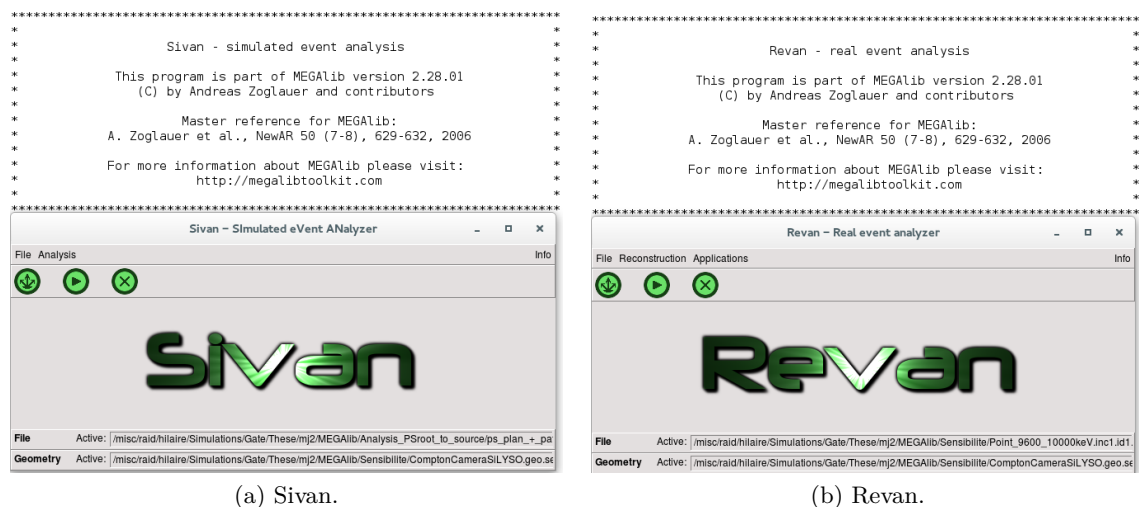 ********************************************************************************
Sivan - simulated event analysis
This program is part of MEGAlib version 2.28.01
(C) by Andreas Zoglauer and contributors
Master reference for MEGAlib:
A. Zoglauer et al., NewAR 50 (7-8), 629-632, 2006
For more information about MEGAlib please visit:
http://megalibtoolkit.com
********************************************************************************
Sivan – SImulated eVent ANalyzer
File Analysis Info
Sivan
File Active: /misc/raid/hilaire/Simulations/Gate/These/mj2/MEGAlib/Analysis_PSroot_to_source/ps_plan_+_pa
Geometry Active: /misc/raid/hilaire/Simulations/Gate/These/mj2/MEGAlib/Sensibilite/ComptonCameraSiLYSO.geo.se
(a) Sivan.
********************************************************************************
Revan - real event analysis
This program is part of MEGAlib version 2.28.01
(C) by Andreas Zoglauer and contributors
Master reference for MEGAlib:
A. Zoglauer et al., NewAR 50 (7-8), 629-632, 2006
For more information about MEGAlib please visit:
http://megalibtoolkit.com
********************************************************************************
Revan – Real event analyzer
File Reconstruction Applications Info
Revan
File Active: /misc/raid/hilaire/Simulations/Gate/These/mj2/MEGAlib/Sensibilite/Point_9600_10000keV.inc1.id1.
Geometry Active: /misc/raid/hilaire/Simulations/Gate/These/mj2/MEGAlib/Sensibilite/ComptonCameraSiLYSO.geo.se
(b) Revan.